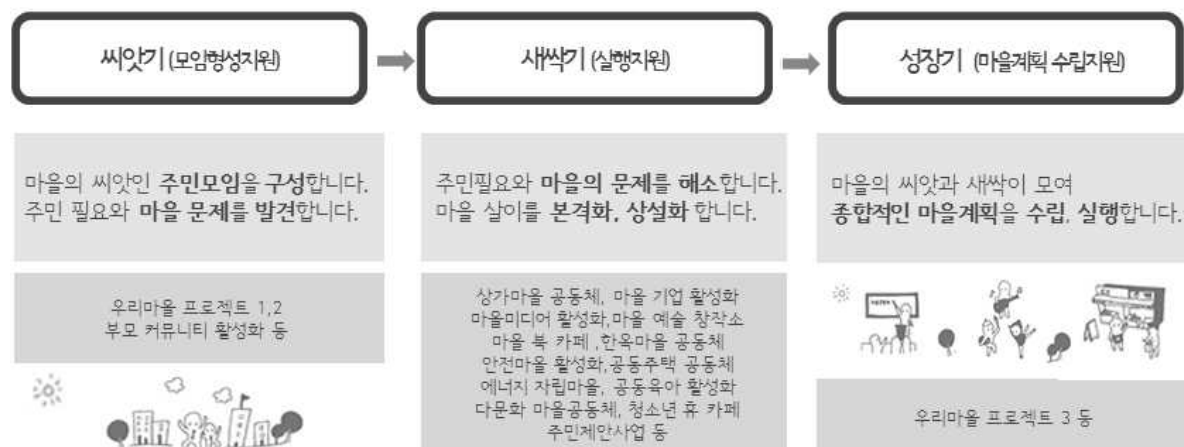 씨앗기 (모임형성지원)
새싹기 (실행지원)
성장기 (마을계획 수립지원)
마을의 씨앗인 주민모임을 구성합니다.
주민 필요와 마을 문제를 발견합니다.
주민필요와 마을의 문제를 해소합니다.
마을 살이를 본격화, 상설화 합니다.
마을의 씨앗과 새싹이 모여
종합적인 마을계획을 수립, 실행합니다.
우리마을 프로젝트 1,2
부모 커뮤니티 활성화 등
상가마을 공동체, 마을 기업 활성화
마을미디어 활성화,마을 예술 창작소
마을 북 카페 ,한옥마을 공동체
안전마을 활성화,공동주택 공동체
에너지 자립마을, 공동육아 활성화
다문화 마을공동체, 청소년 휴 카페
주민제안사업 등
우리마을 프로젝트 3 등